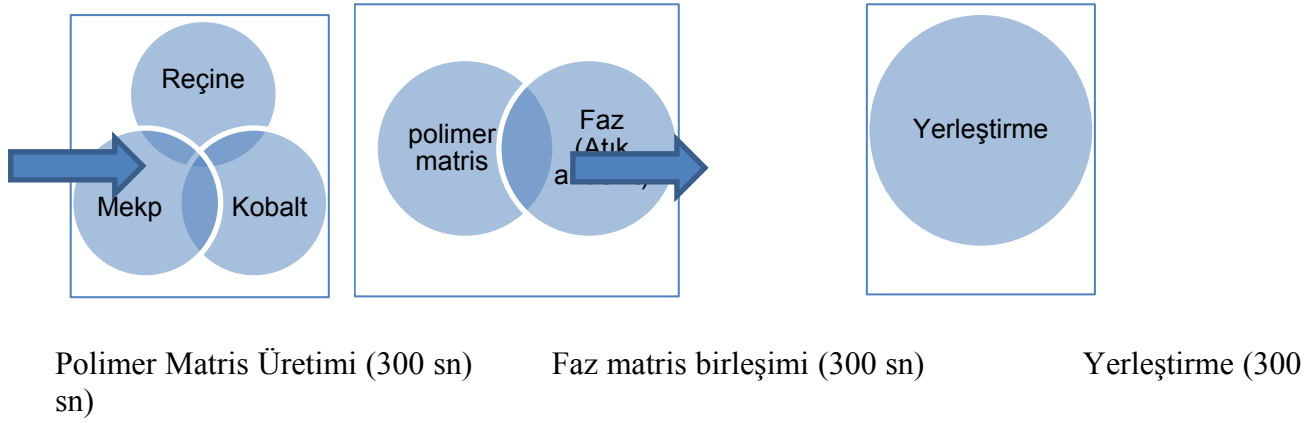 Reçine
Mekp
Kobalt
polimer
matris
Faz
(Atık
Yerleştirme
Polimer Matris Üretimi (300 sn) Faz matris birleşimi (300 sn) Yerleştirme (300
sn)